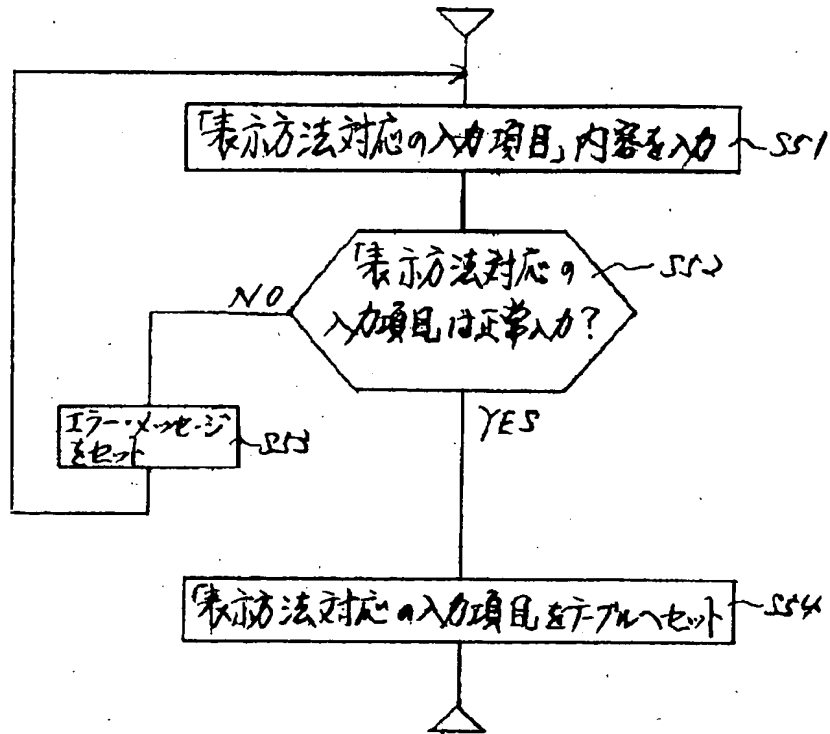 「表示方法対応の入力項目」内容を入力
S51
「表示方法対応の
S52
入力項目」は正常入力?
NO
YES
エラー・メッセージ
をセット
S53
「表示方法対応の入力項目」をテーブルへセット
S54